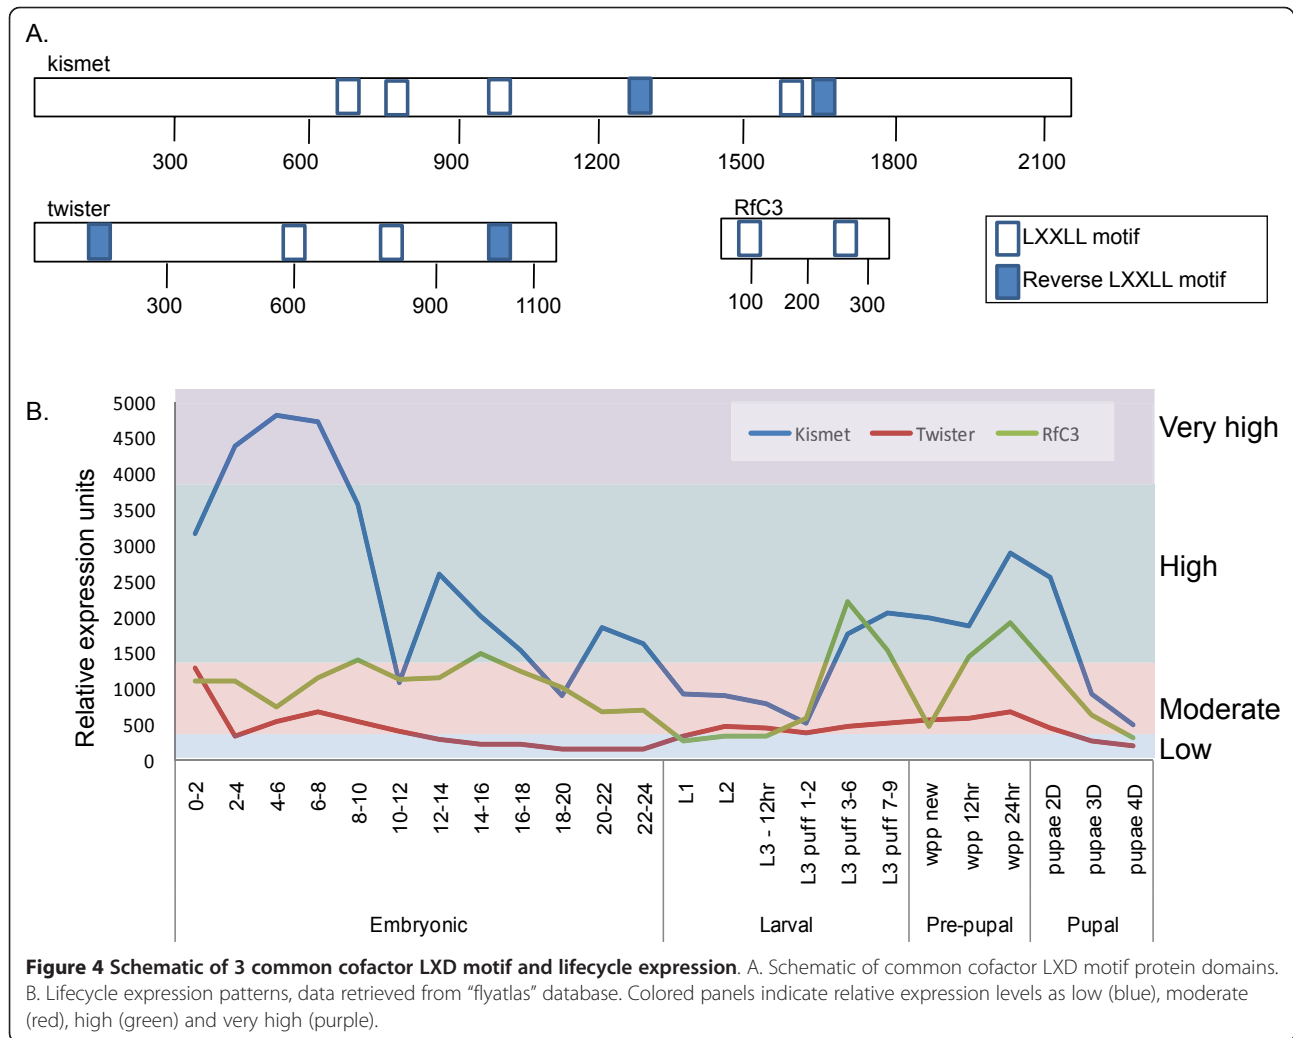 A.
kismet
300 600 900 1200 1500 1800 2100
twister
300 600 900 1100
RfC3
100 200 300
LXXLL motif
Reverse LXXLL motif
B.
Relative expression units
5000
4500
4000
3500
3000
2500
2000
1500
1000
500
0
Kismet Twister RfC3
Very high
High
Moderate
Low
0-2
2-4
4-6
6-8
8-10
10-12
12-14
14-16
16-18
18-20
20-22
22-24
L1
L2
L3 - 12hr
L3 puff 1-2
L3 puff 3-6
L3 puff 7-9
wpp new
wpp 12hr
wpp 24hr
pupae 2D
pupae 3D
pupae 4D
Embryonic Larval Pre-pupal Pupal
Figure 4 Schematic of 3 common cofactor LXD motif and lifecycle expression. A. Schematic of common cofactor LXD motif protein domains.
B. Lifecycle expression patterns, data retrieved from “flyatlas” database. Colored panels indicate relative expression levels as low (blue), moderate
(red), high (green) and very high (purple).